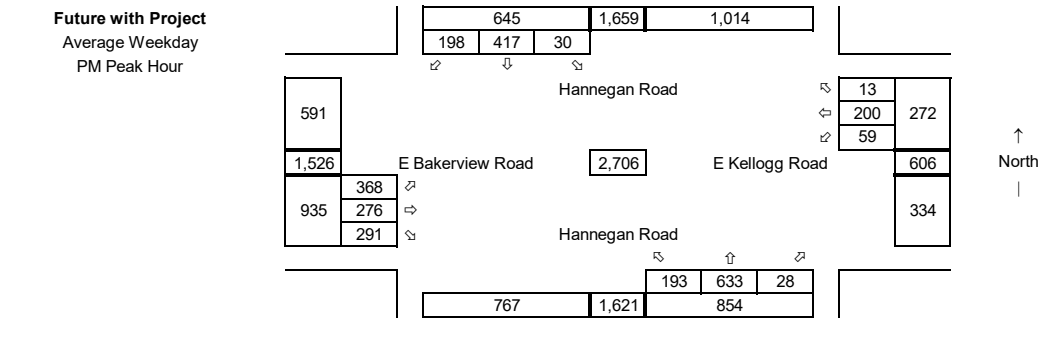 Future with Project 645 1,659 1,014
Average Weekday 198 417 30
PM Peak Hour ⬃ ⇩ ⬂
Hannegan Road ⬁ 13
591 ⇦ 200 272
⬃ 59 ↑
1,526 E Bakerview Road 2,706 E Kellogg Road 606 North
368 ⬀ |
935 276 ⇨ 334
291 ⬂ Hannegan Road
⬁ ⇧ ⬀
193 633 28
767 1,621 854